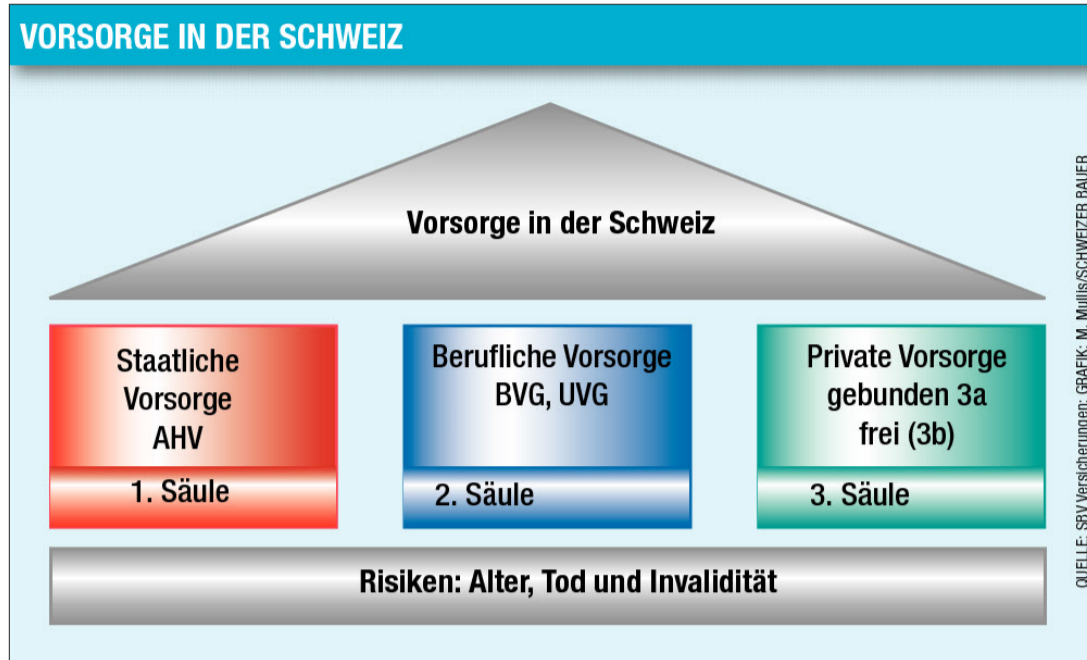 VORSORGE IN DER SCHWEIZ
Vorsorge in der Schweiz
Staatliche
Vorsorge
AHV
1. Säule
Berufliche Vorsorge
BVG, UVG
2. Säule
Private Vorsorge
gebunden 3a
frei (3b)
3. Säule
Risiken: Alter, Tod und Invalidität
QUELLE: SBV Versicherungen; GRAFIK: M. Mullis/SCHWEIZER BAUER